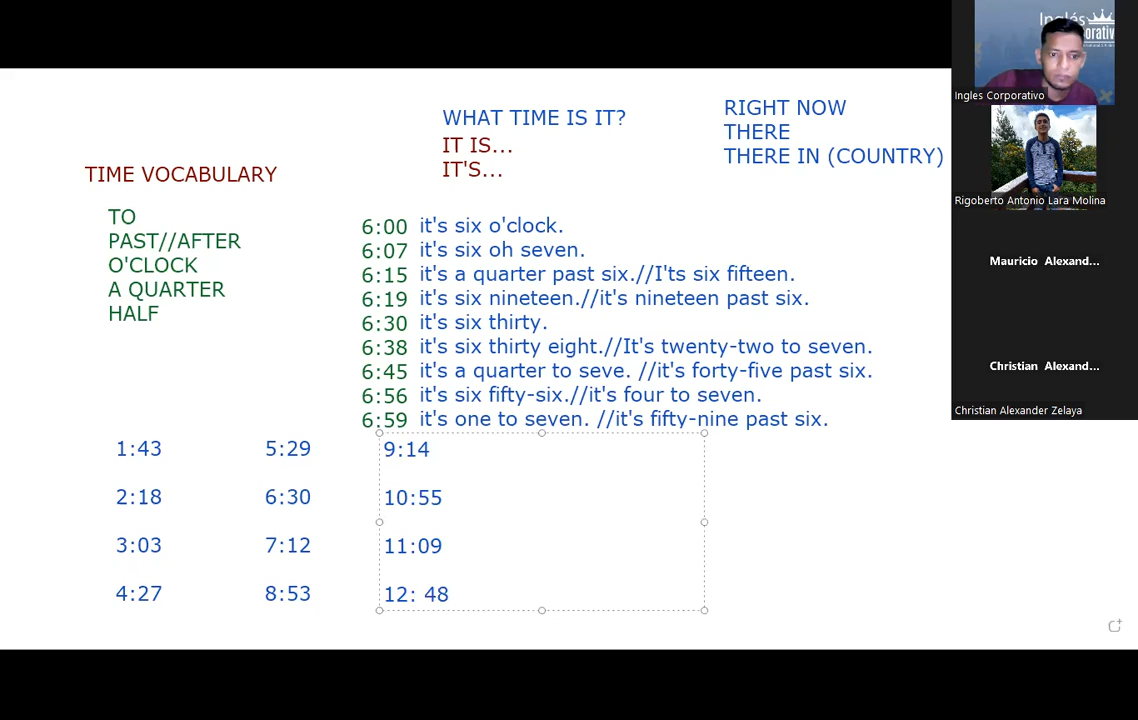 WHAT TIME IS IT?
IT IS...
IT'S...
RIGHT NOW
THERE
THERE IN (COUNTRY)
TIME VOCABULARY
TO
PAST//AFTER
O'CLOCK
A QUARTER
HALF
6:00 it's six o'clock.
6:07 it's six oh seven.
6:15 it's a quarter past six.//I'ts six fifteen.
6:19 it's six nineteen.//it's nineteen past six.
6:30 it's six thirty.
6:38 it's six thirty eight.//It's twenty-two to seven.
6:45 it's a quarter to seve. //it's forty-five past six.
6:56 it's six fifty-six.//it's four to seven.
6:59 it's one to seven. //it's fifty-nine past six.
1:43 5:29 9:14
2:18 6:30 10:55
3:03 7:12 11:09
4:27 8:53 12: 48
Inglés
Ingles Corporativo
Rigoberto Antonio Lara Molina
Mauricio Alexand...
Christian Alexand...
Christian Alexander Zelaya